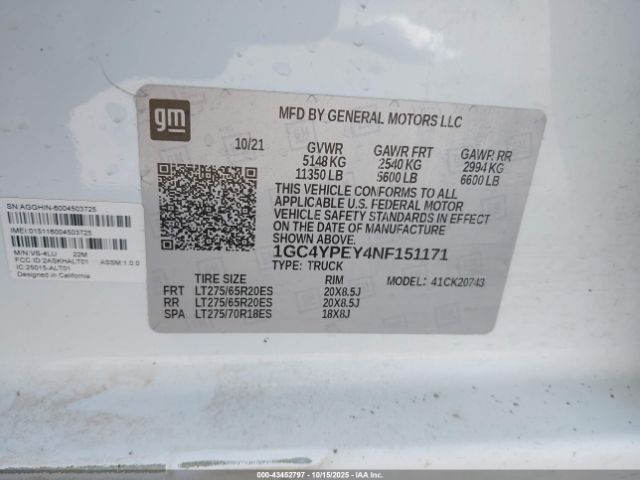 gm
MFD BY GENERAL MOTORS LLC
10/21 GVWR GAWR FRT GAWR RR
5148 KG 2540 KG 2994 KG
11350 LB 5600 LB 6600 LB
THIS VEHICLE CONFORMS TO ALL
APPLICABLE U.S. FEDERAL MOTOR
VEHICLE SAFETY STANDARDS IN EFFECT
ON THE DATE OF MANUFACTURE SHOWN ABOVE.
1GC4YPEY4NF151171
TYPE: TRUCK
MODEL: 41CK20743
TIRE SIZE RIM
FRT LT275/65R20ES 20X8.5J
RR LT275/65R20ES 20X8.5J
SPA LT275/70R18ES 18X8J
SN:AGGHIN-6004503725
IMEI:015116004503725
M/N:VS-4LU 22M
FCC ID:2ASKHALT01 ASSM 1.0.0
IC:25015-ALT01
Designed in California
000-43452797 - 10/15/2025 - IAAI.com